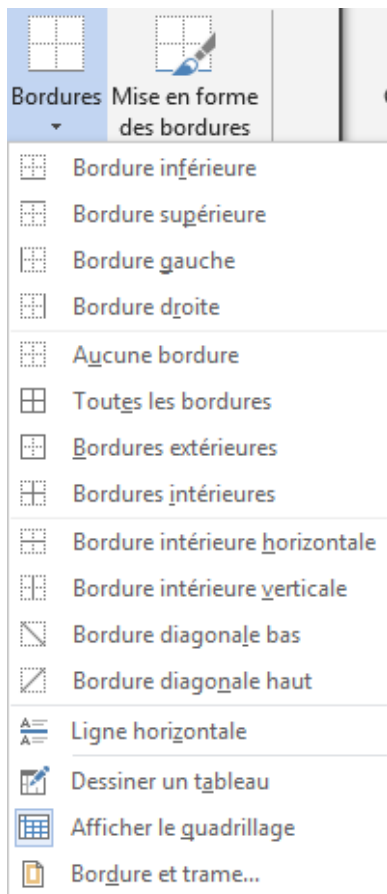 Bordures Mise en forme
des bordures
Bordure inférieure
Bordure supérieure
Bordure gauche
Bordure droite
Aucune bordure
Toutes les bordures
Bordures extérieures
Bordures intérieures
Bordure intérieure horizontale
Bordure intérieure verticale
Bordure diagonale bas
Bordure diagonale haut
Ligne horizontale
Dessiner un tableau
Afficher le quadrillage
Bordure et trame...